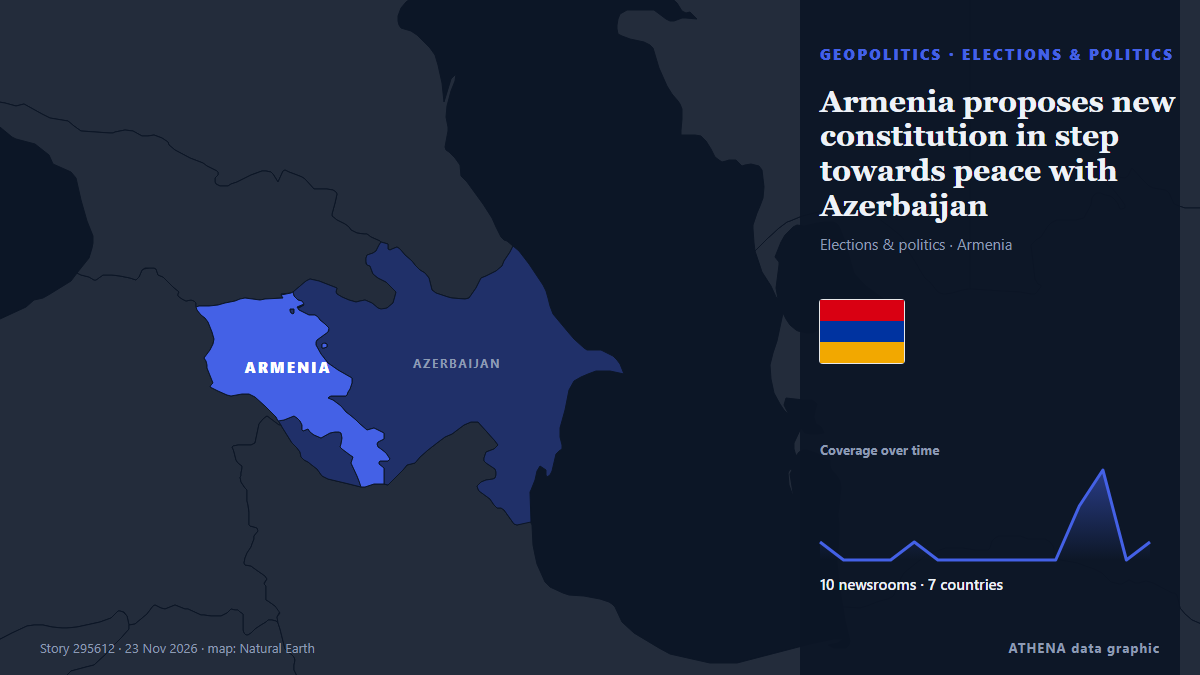 GEOPOLITICS · ELECTIONS & POLITICS
Armenia proposes new
constitution in step
towards peace with
Azerbaijan
Elections & politics · Armenia
ARMENIA
AZERBAIJAN
Coverage over time
10 newsrooms · 7 countries
Story 295612 · 23 Nov 2026 · map: Natural Earth
ATHENA data graphic